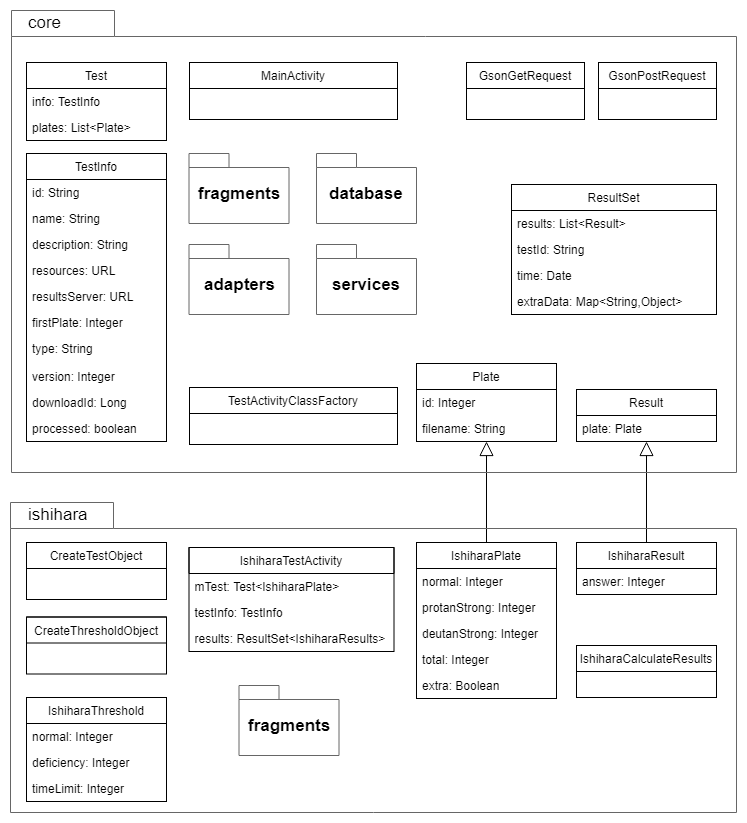 core
Test
info: TestInfo
plates: List<Plate>
MainActivity
GsonGetRequest
GsonPostRequest
TestInfo
id: String
name: String
description: String
resources: URL
resultsServer: URL
firstPlate: Integer
type: String
version: Integer
downloadId: Long
processed: boolean
fragments
database
adapters
services
ResultSet
results: List<Result>
testId: String
time: Date
extraData: Map<String,Object>
TestActivityClassFactory
Plate
id: Integer
filename: String
Result
plate: Plate
ishihara
CreateTestObject
CreateThresholdObject
IshiharaThreshold
normal: Integer
deficiency: Integer
timeLimit: Integer
IshiharaTestActivity
mTest: Test<IshiharaPlate>
testInfo: TestInfo
results: ResultSet<IshiharaResults>
fragments
IshiharaPlate
normal: Integer
protanStrong: Integer
deutanStrong: Integer
total: Integer
extra: Boolean
IshiharaResult
answer: Integer
IshiharaCalculateResults